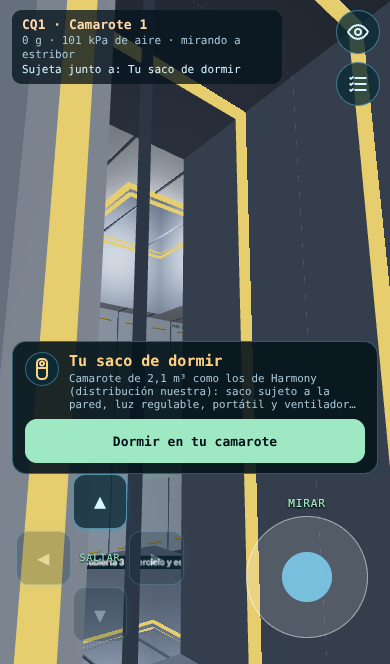 CQ1 · Camarote 1
0 g · 101 kPa de aire · mirando a
estribor
Sujeta junto a: Tu saco de dormir
Tu saco de dormir
Camarote de 2,1 m³ como los de Harmony
(distribución nuestra): saco sujeto a la
pared, luz regulable, portátil y ventilador…
Dormir en tu camarote
MIRAR
SALTAR